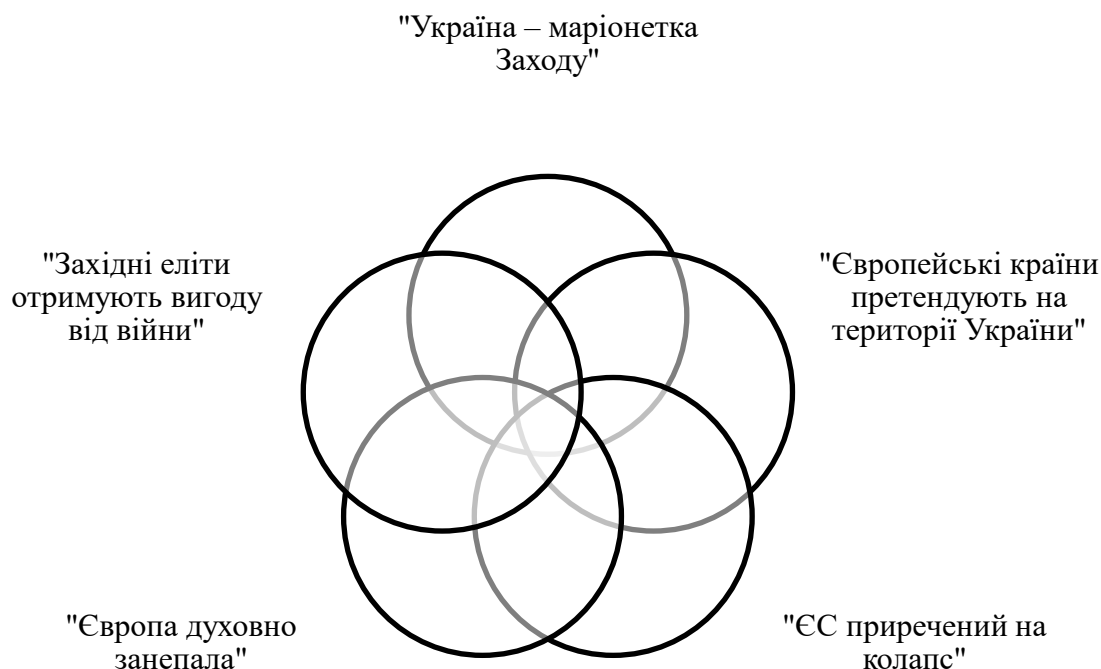 "Україна – маріонетка
Заходу"
"Західні еліти
отримують вигоду
від війни"
"Європейські країни
претендують на
території України"
"Європа духовно
занепала"
"ЄС приречений на
колапс"